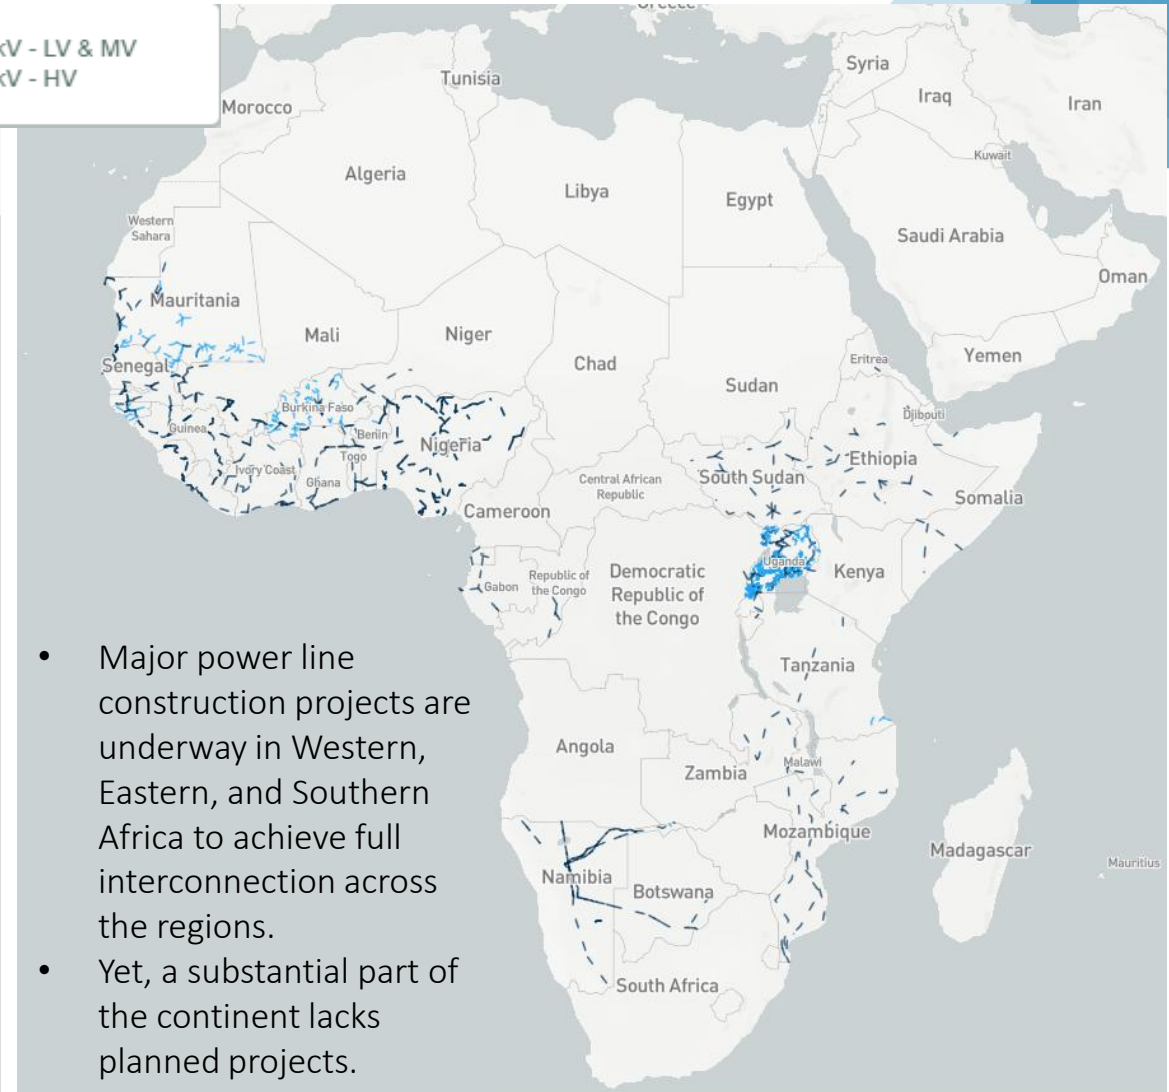 kV - LV & MV
kV - HV
Tunisia
Morocco
Syria
Iraq
Iran
Kuwait
Algeria
Libya
Egypt
Western
Sahara
Saudi Arabia
Oman
Mauritania
Mali
Niger
Chad
Sudan
Eritrea
Yemen
Senegal
Burkina Faso
Djibouti
Guinea
Benin
Nigeria
Togo
Ivory Coast
Ghana
Ethiopia
South Sudan
Central African
Republic
Somalia
Cameroon
Uganda
Kenya
Gabon
Republic of
the Congo
Democratic
Republic of
the Congo
Tanzania
Angola
Zambia
Malawi
Mozambique
Madagascar
Mauritius
Namibia
Botswana
South Africa
• Major power line
construction projects are
underway in Western,
Eastern, and Southern
Africa to achieve full
interconnection across
the regions.
• Yet, a substantial part of
the continent lacks
planned projects.